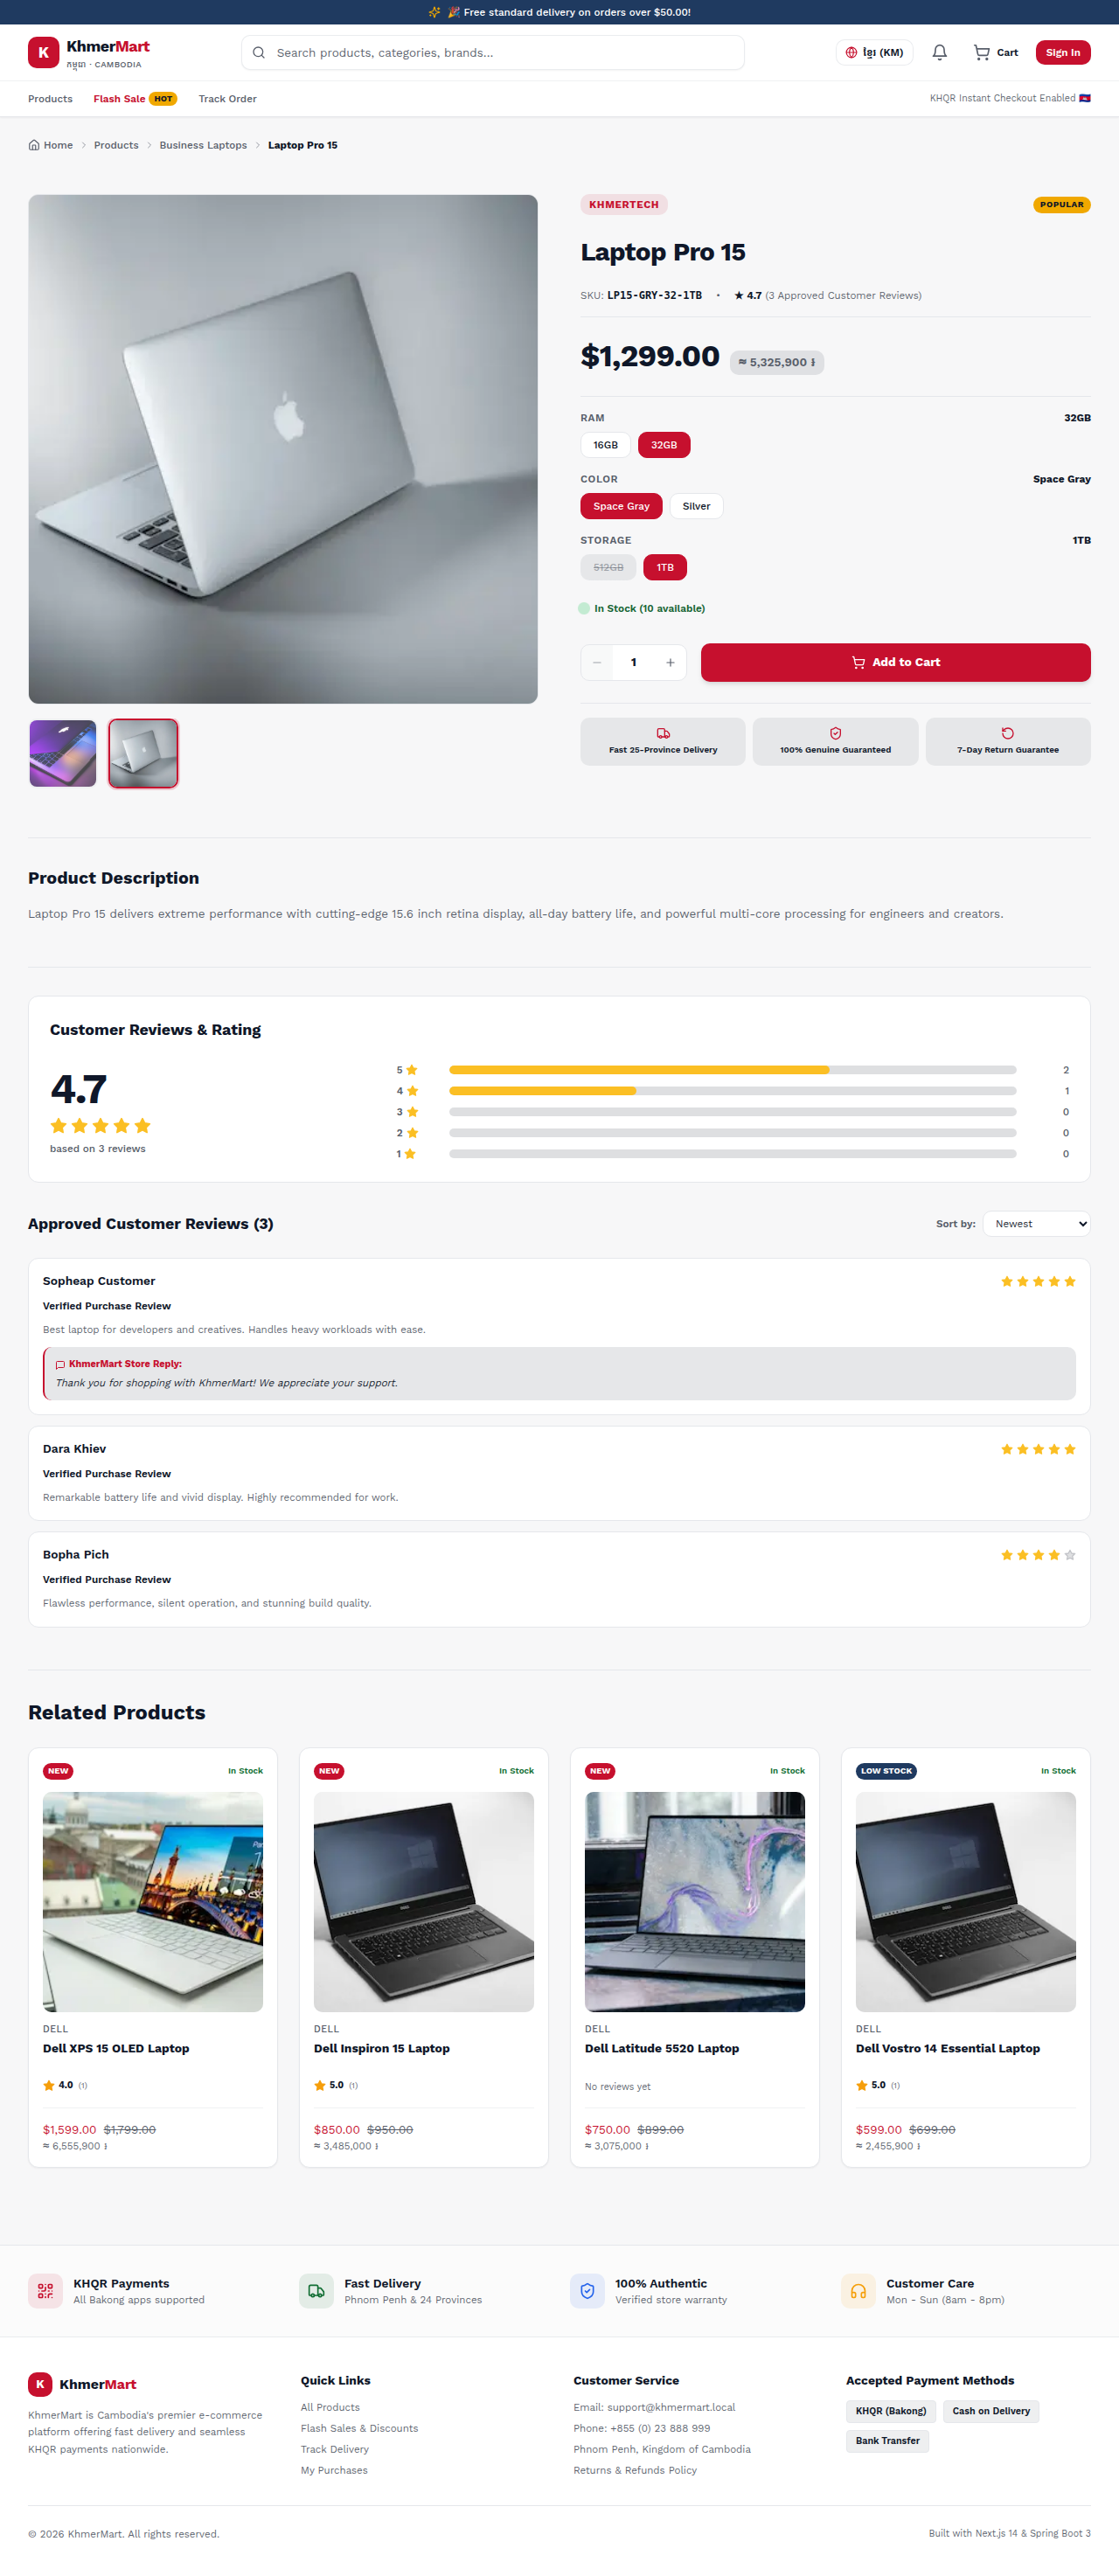 🎉 Free standard delivery on orders over $50.00!
K KhmerMart
កម្ពុជា · CAMBODIA
Search products, categories, brands...
ខ្មែរ (KM)
Cart
Sign In
Products
Flash Sale HOT
Track Order
KHQR Instant Checkout Enabled 🇰🇭
Home > Products > Business Laptops > Laptop Pro 15
KHMERTECH
POPULAR
Laptop Pro 15
SKU: LP15-GRY-32-1TB • ★ 4.7 (3 Approved Customer Reviews)
$1,299.00 ≈ 5,325,900 ៛
RAM 32GB
16GB 32GB
COLOR Space Gray
Space Gray Silver
STORAGE 1TB
512GB 1TB
In Stock (10 available)
− 1 +
Add to Cart
Fast 25-Province Delivery
100% Genuine Guaranteed
7-Day Return Guarantee
Product Description
Laptop Pro 15 delivers extreme performance with cutting-edge 15.6 inch retina display, all-day battery life, and powerful multi-core processing for engineers and creators.
Customer Reviews & Rating
4.7
based on 3 reviews
5 2
4 1
3 0
2 0
1 0
Approved Customer Reviews (3)
Sort by: Newest
Sopheap Customer
Verified Purchase Review
Best laptop for developers and creatives. Handles heavy workloads with ease.
KhmerMart Store Reply:
Thank you for shopping with KhmerMart! We appreciate your support.
Dara Khiev
Verified Purchase Review
Remarkable battery life and vivid display. Highly recommended for work.
Bopha Pich
Verified Purchase Review
Flawless performance, silent operation, and stunning build quality.
Related Products
NEW In Stock
DELL
Dell XPS 15 OLED Laptop
4.0 (1)
$1,599.00 $1,799.00
≈ 6,555,900 ៛
NEW In Stock
DELL
Dell Inspiron 15 Laptop
5.0 (1)
$850.00 $950.00
≈ 3,485,000 ៛
NEW In Stock
DELL
Dell Latitude 5520 Laptop
No reviews yet
$750.00 $899.00
≈ 3,075,000 ៛
LOW STOCK In Stock
DELL
Dell Vostro 14 Essential Laptop
5.0 (1)
$599.00 $699.00
≈ 2,455,900 ៛
KHQR Payments
All Bakong apps supported
Fast Delivery
Phnom Penh & 24 Provinces
100% Authentic
Verified store warranty
Customer Care
Mon - Sun (8am - 8pm)
K KhmerMart
KhmerMart is Cambodia's premier e-commerce
platform offering fast delivery and seamless
KHQR payments nationwide.
Quick Links
All Products
Flash Sales & Discounts
Track Delivery
My Purchases
Customer Service
Email: support@khmermart.local
Phone: +855 (0) 23 888 999
Phnom Penh, Kingdom of Cambodia
Returns & Refunds Policy
Accepted Payment Methods
KHQR (Bakong) Cash on Delivery
Bank Transfer
© 2026 KhmerMart. All rights reserved.
Built with Next.js 14 & Spring Boot 3